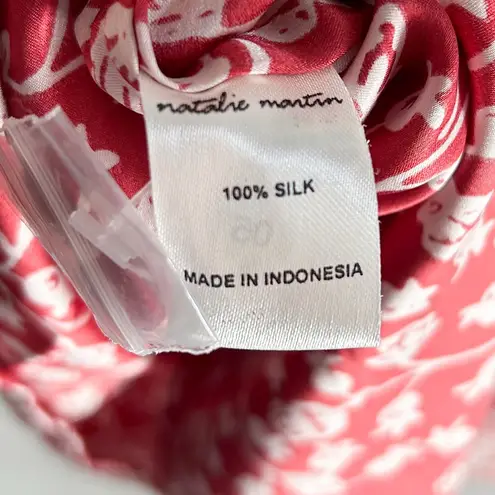 natalie martin
100% SILK
MADE IN INDONESIA